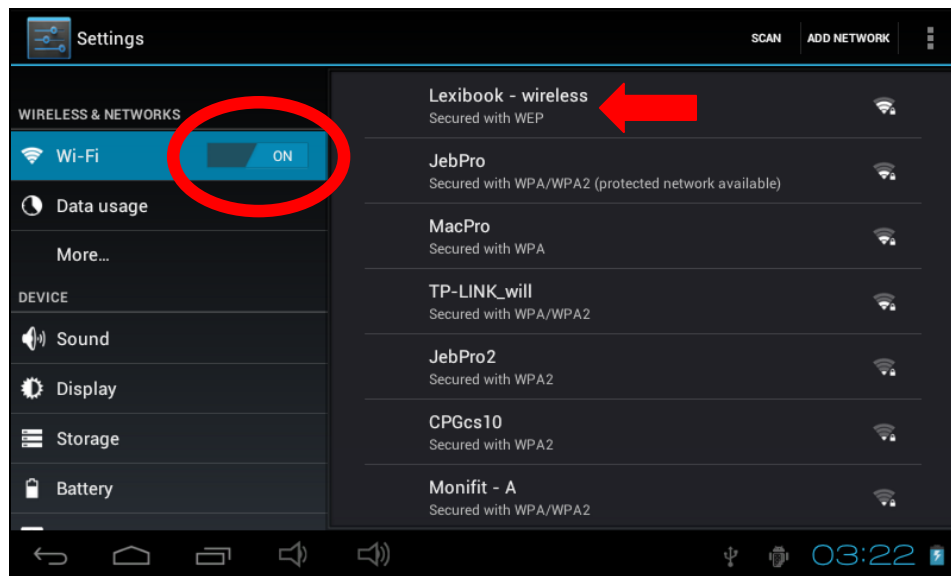 Settings
SCAN
ADD NETWORK
WIRELESS & NETWORKS
Wi-Fi
ON
Data usage
More...
DEVICE
Sound
Display
Storage
Battery
Lexibook - wireless
Secured with WEP
JebPro
Secured with WPA/WPA2 (protected network available)
MacPro
Secured with WPA
TP-LINK_will
Secured with WPA/WPA2
JebPro2
Secured with WPA2
CPGcs10
Secured with WPA2
Monifit - A
Secured with WPA/WPA2
03:22